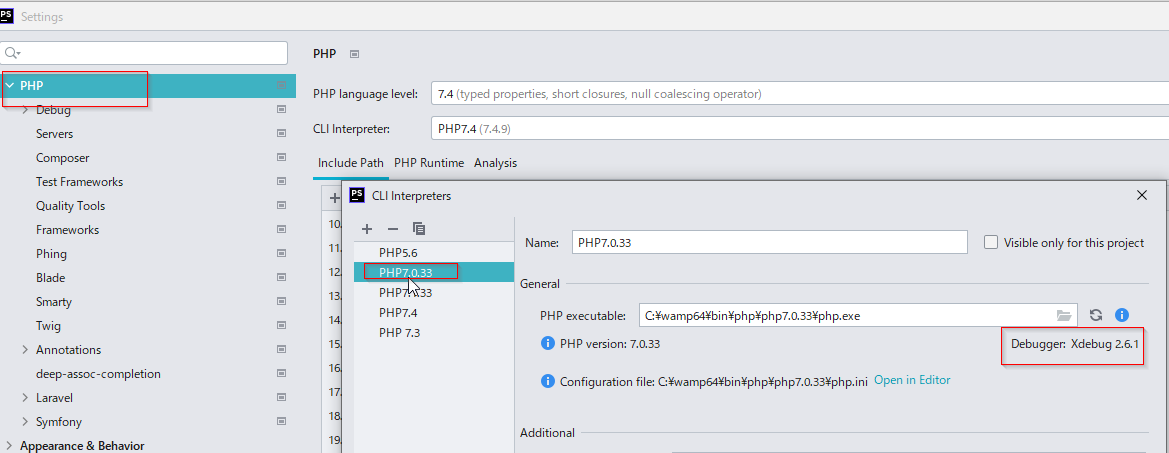 PS Settings
PHP
Debug
Servers
Composer
Test Frameworks
Quality Tools
Frameworks
Phing
Blade
Smarty
Twig
Annotations
deep-assoc-completion
Laravel
Symfony
Appearance & Behavior
PHP
PHP language level: 7.4 (typed properties, short closures, null coalescing operator)
CLI Interpreter: PHP7.4 (7.4.9)
Include Path PHP Runtime Analysis
10.
11.
12.
13.
14.
15.
16.
17.
18.
19.
PS CLI Interpreters
PHP5.6
PHP7.0.33
PHP7.4
PHP 7.3
Name: PHP7.0.33 Visible only for this project
General
PHP executable: C:¥wamp64¥bin¥php¥php7.0.33¥php.exe
PHP version: 7.0.33 Debugger: Xdebug 2.6.1
Configuration file: C:¥wamp64¥bin¥php¥php7.0.33¥php.ini Open in Editor
Additional